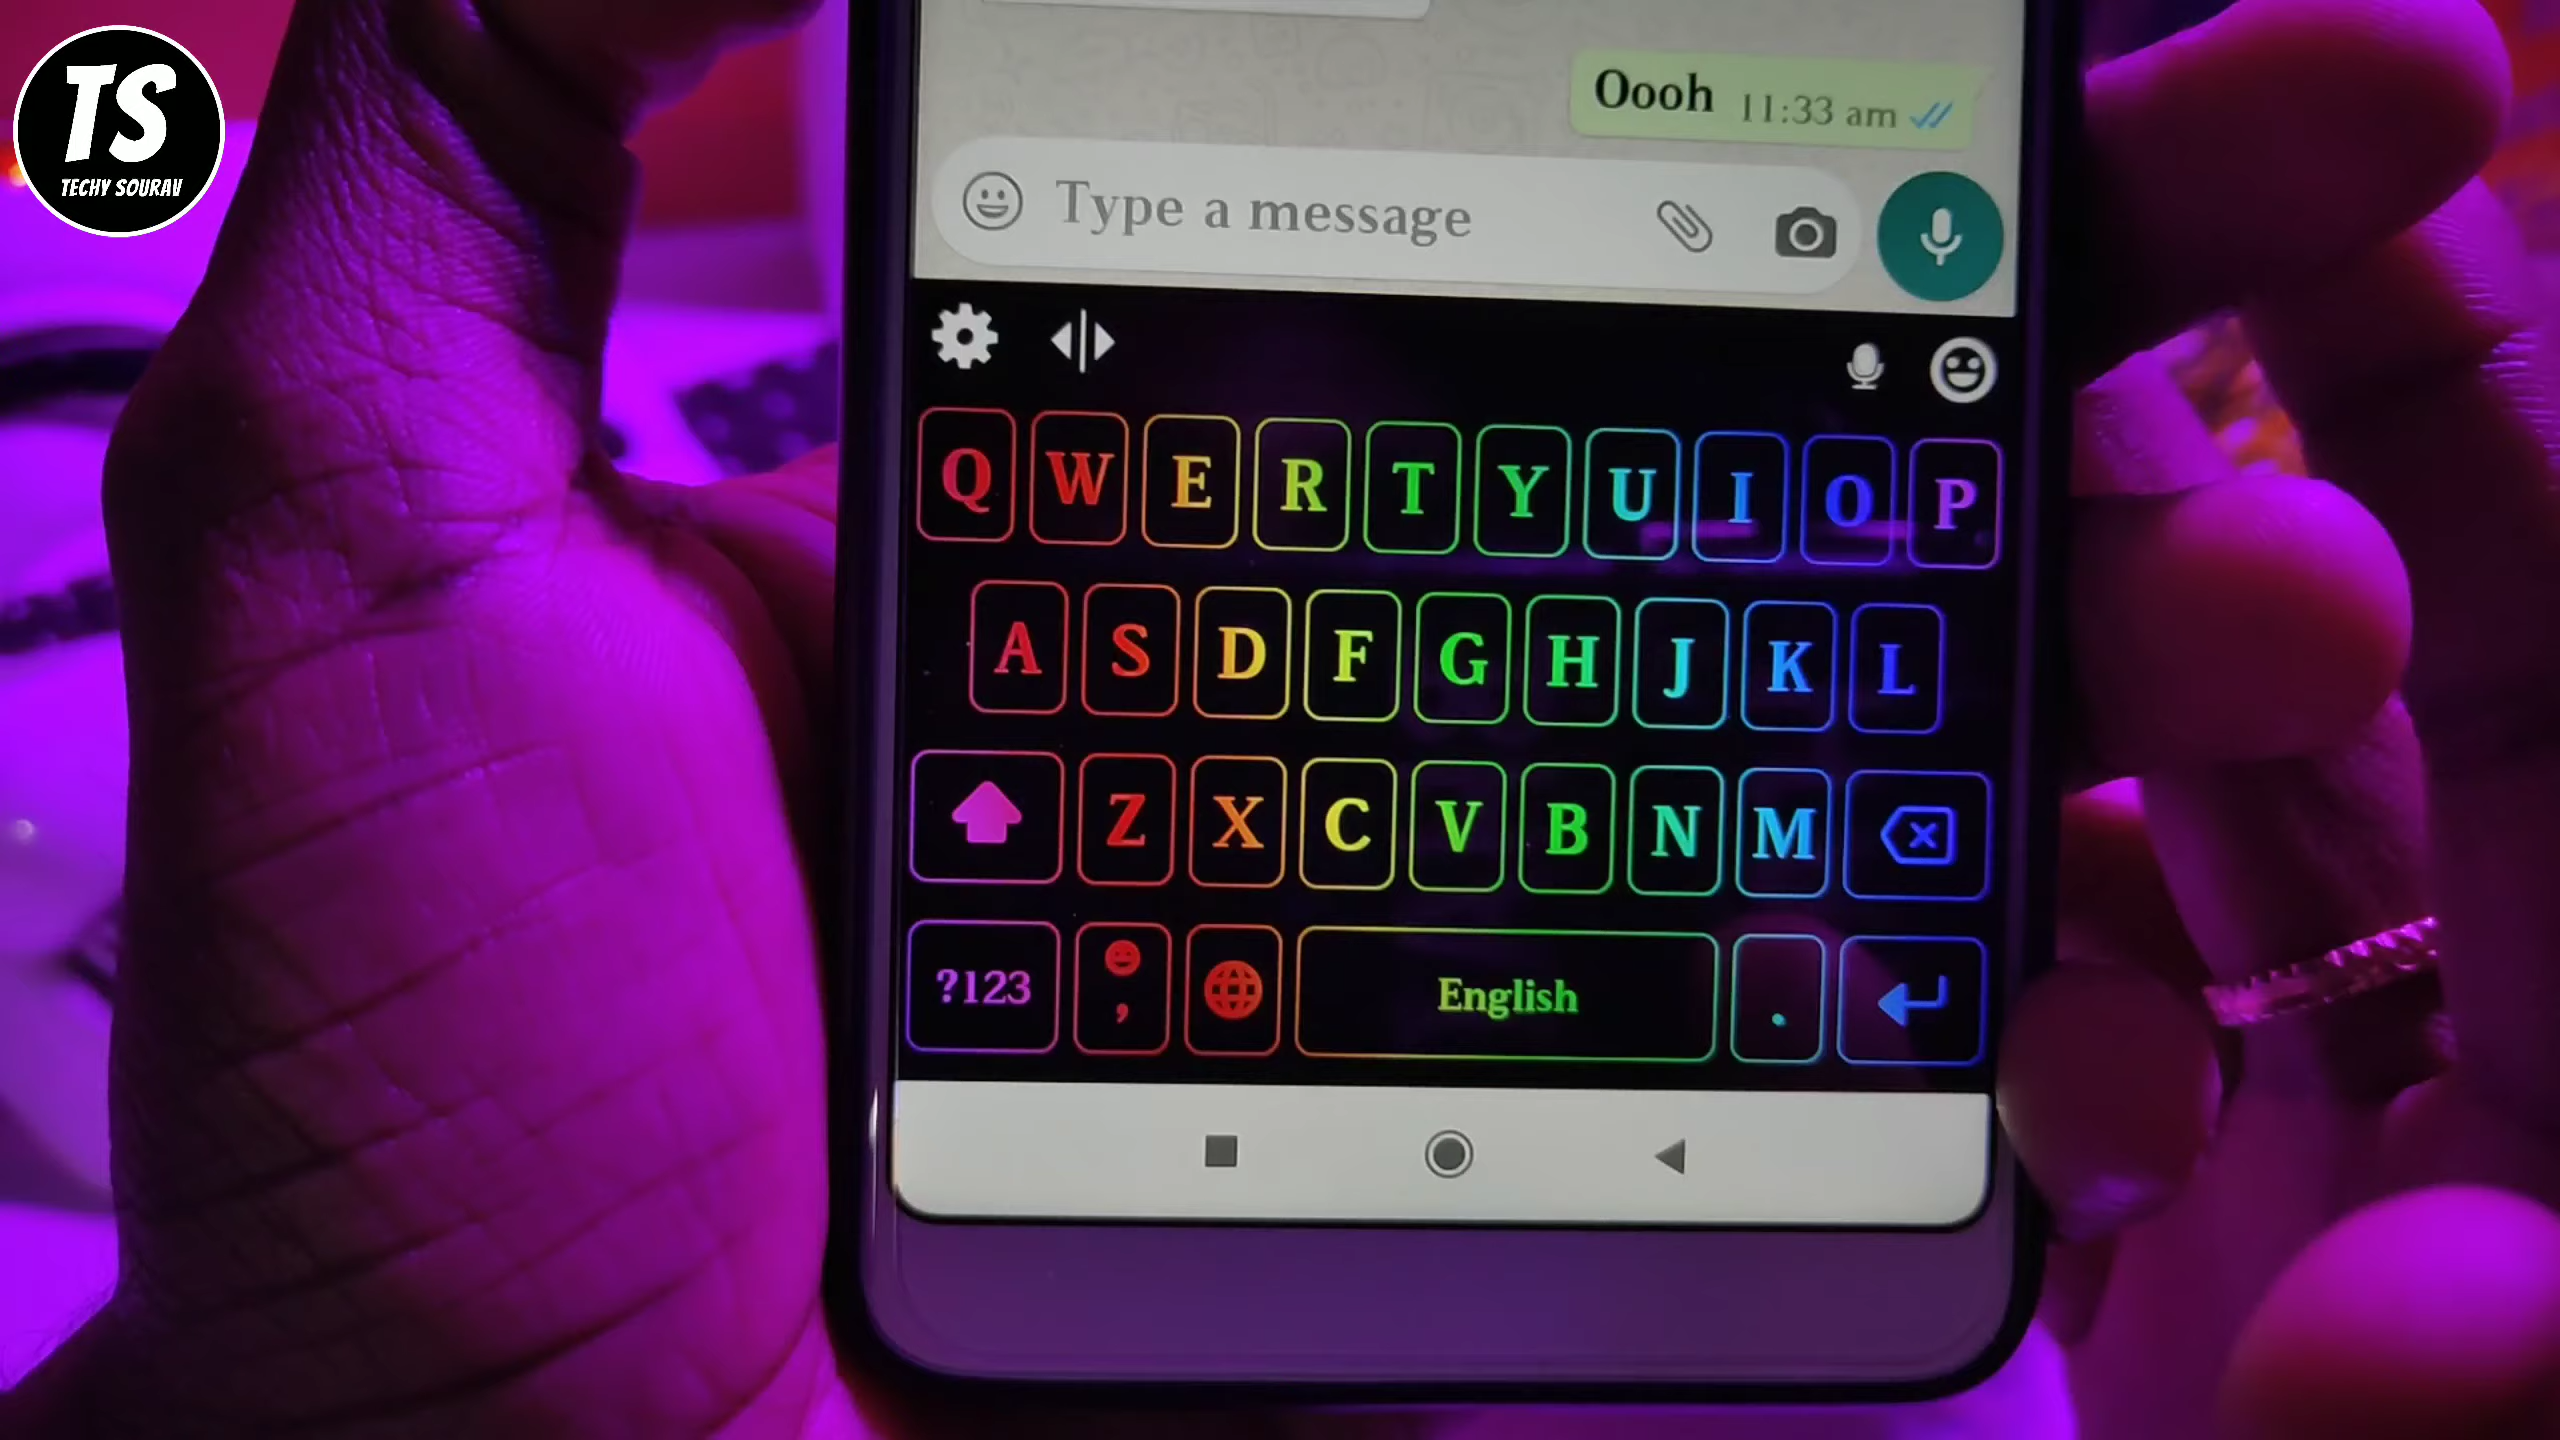 TS
TECHY SOURAV
Oooh 11:33 am
Type a message
Q W E R T Y U I O P
A S D F G H J K L
Z X C V B N M
?123 , English .